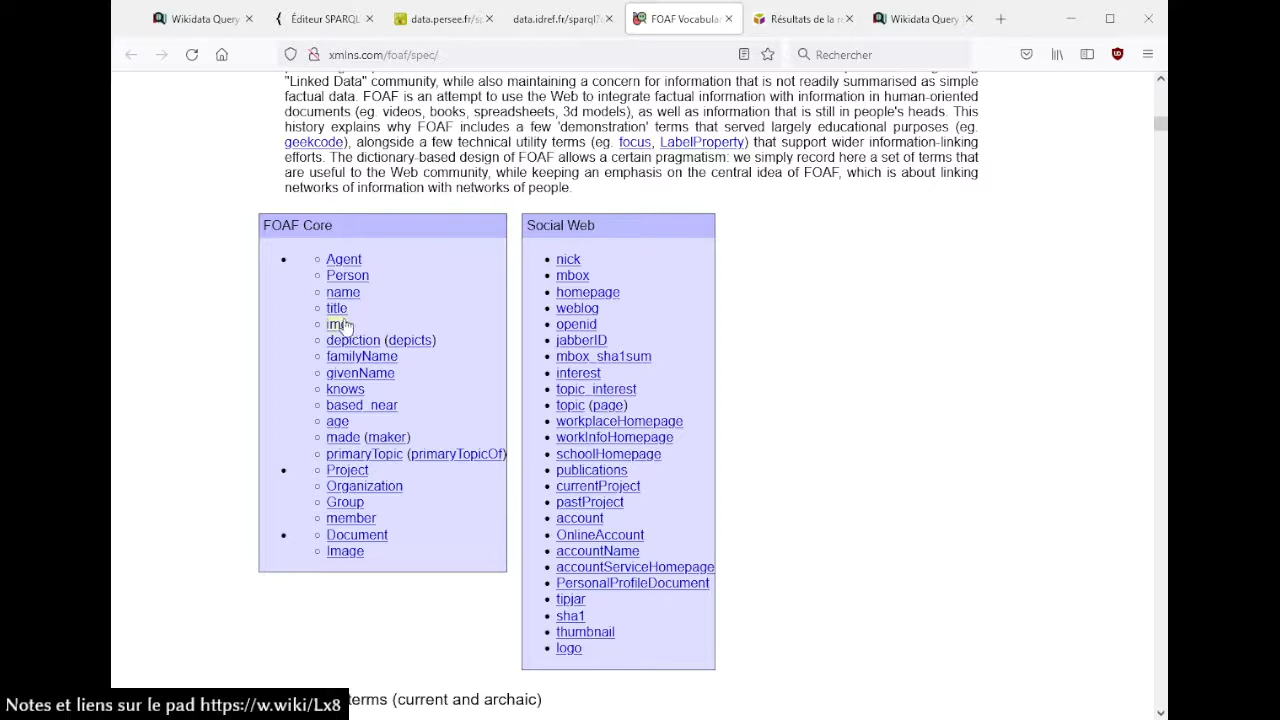 Wikidata Query
Éditeur SPARQL
data.persee.fr/sp
data.idref.fr/sparql?
FOAF Vocabular
Résultats de la re
Wikidata Query
xmlns.com/foaf/spec/
Rechercher
"Linked Data" community, while also maintaining a concern for information that is not readily summarised as simple
factual data. FOAF is an attempt to use the Web to integrate factual information with information in human-oriented
documents (eg. videos, books, spreadsheets, 3d models), as well as information that is still in people's heads. This
history explains why FOAF includes a few 'demonstration' terms that served largely educational purposes (eg.
geekcode), alongside a few technical utility terms (eg. focus, LabelProperty) that support wider information-linking
efforts. The dictionary-based design of FOAF allows a certain pragmatism: we simply record here a set of terms that
are useful to the Web community, while keeping an emphasis on the central idea of FOAF, which is about linking
networks of information with networks of people.
FOAF Core
Agent
Person
name
title
im
depiction (depicts)
familyName
givenName
knows
based_near
age
made (maker)
primaryTopic (primaryTopicOf)
Project
Organization
Group
member
Document
Image
Social Web
nick
mbox
homepage
weblog
openid
jabberID
mbox_sha1sum
interest
topic_interest
topic (page)
workplaceHomepage
workInfoHomepage
schoolHomepage
publications
currentProject
pastProject
account
OnlineAccount
accountName
accountServiceHomepage
PersonalProfileDocument
tipjar
sha1
thumbnail
logo
terms (current and archaic)
Notes et liens sur le pad https://w.wiki/Lx8